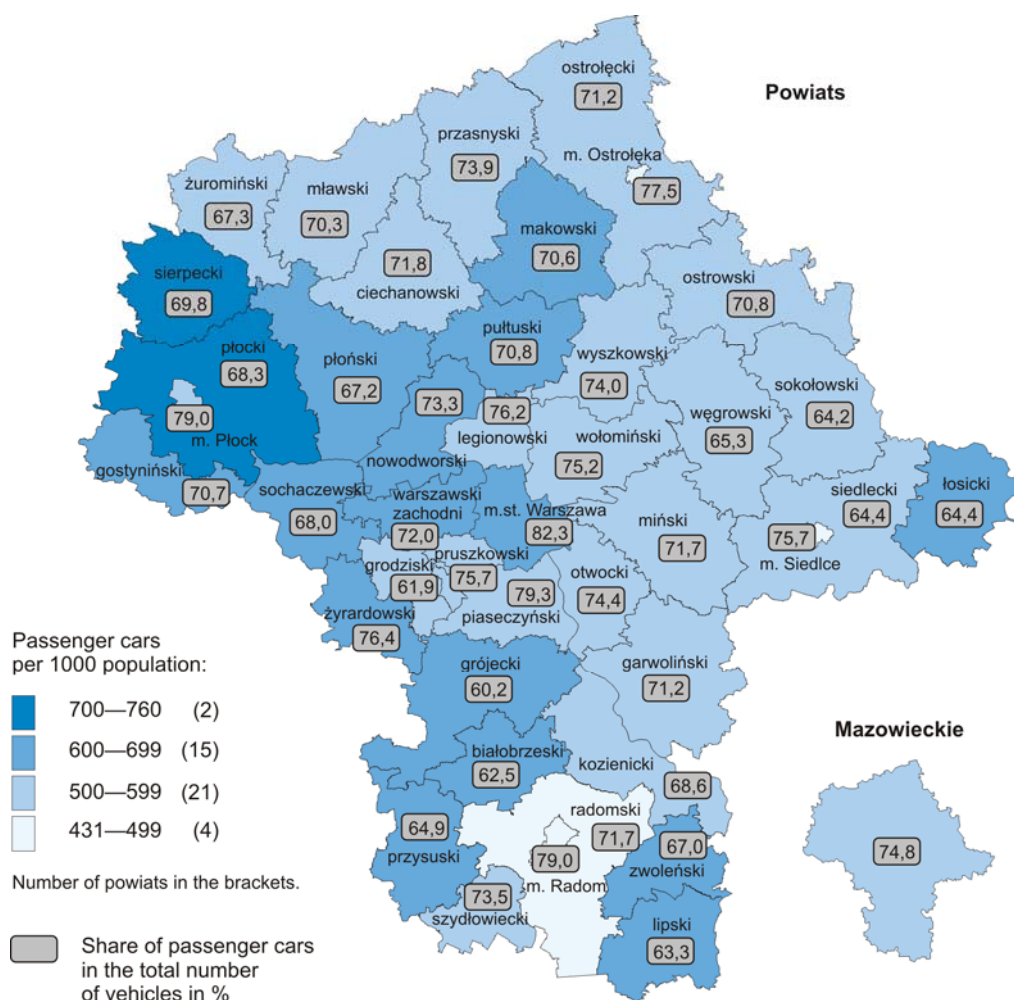 ostrołęcki
71,2
Powiats
przasnyski
73,9
m. Ostrołęka
77,5
żuromiński
67,3
mławski
70,3
makowski
70,6
71,8
ciechanowski
sierpecki
69,8
ostrowski
70,8
pułtuski
70,8
płocki
68,3
płoński
67,2
wyszkowski
74,0
sokołowski
64,2
73,3
nowodworski
76,2
legionowski
węgrowski
65,3
79,0
m. Płock
wołomiński
75,2
gostyniński
70,7
sochaczewski
68,0
warszawski
zachodni
72,0
m.st. Warszawa
82,3
miński
71,7
siedlecki
64,4
łosicki
64,4
75,7
m. Siedlce
grodziski
61,9
pruszkowski
75,7
79,3
piaseczyński
otwocki
74,4
żyrardowski
76,4
Passenger cars
per 1000 population:
700—760 (2)
600—699 (15)
500—599 (21)
431—499 (4)
Number of powiats in the brackets.
Share of passenger cars
in the total number
of vehicles in %
grójecki
60,2
garwoliński
71,2
białobrzeski
62,5
kozienicki
68,6
Mazowieckie
74,8
64,9
przysuski
radomski
71,7
79,0
m. Radom
67,0
zwoleński
73,5
szydłowiecki
lipski
63,3